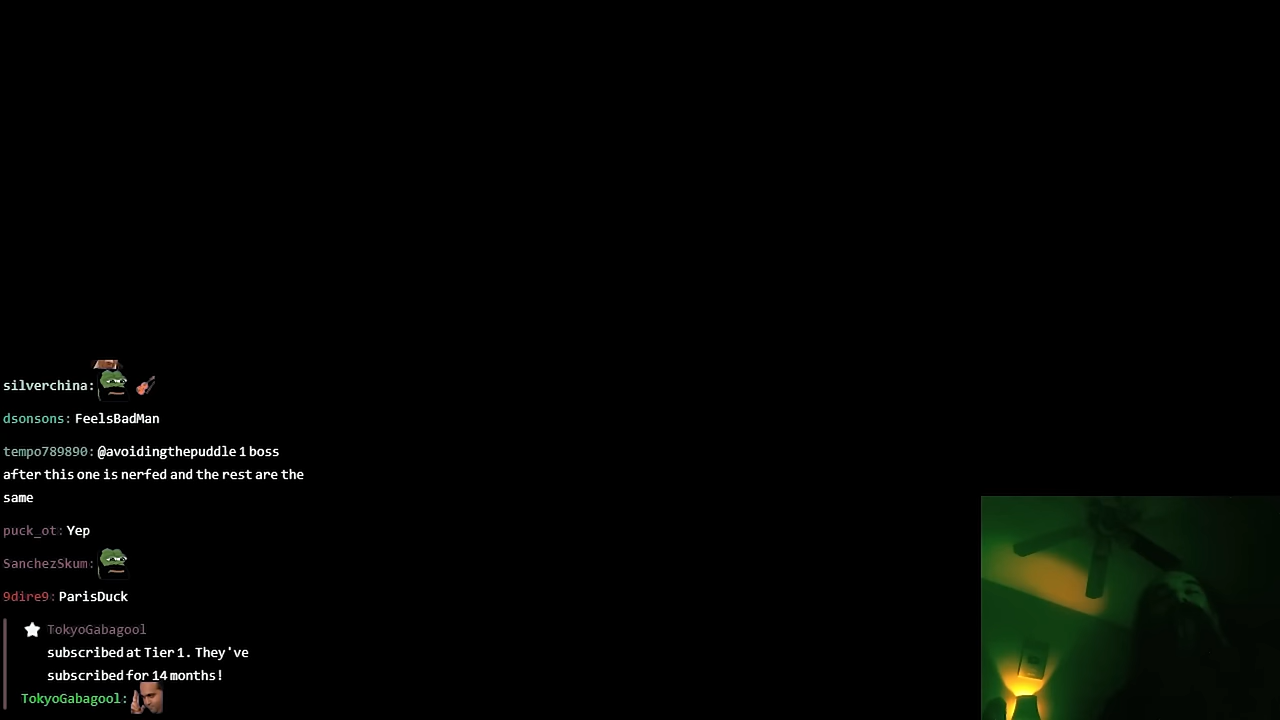 silverchina:
dsonsons: FeelsBadMan
tempo789890: @avoidingthepuddle 1 boss
after this one is nerfed and the rest are the
same
puck_ot: Yep
SanchezSkum:
9dire9: ParisDuck
TokyoGabagool
subscribed at Tier 1. They've
subscribed for 14 months!
TokyoGabagool: